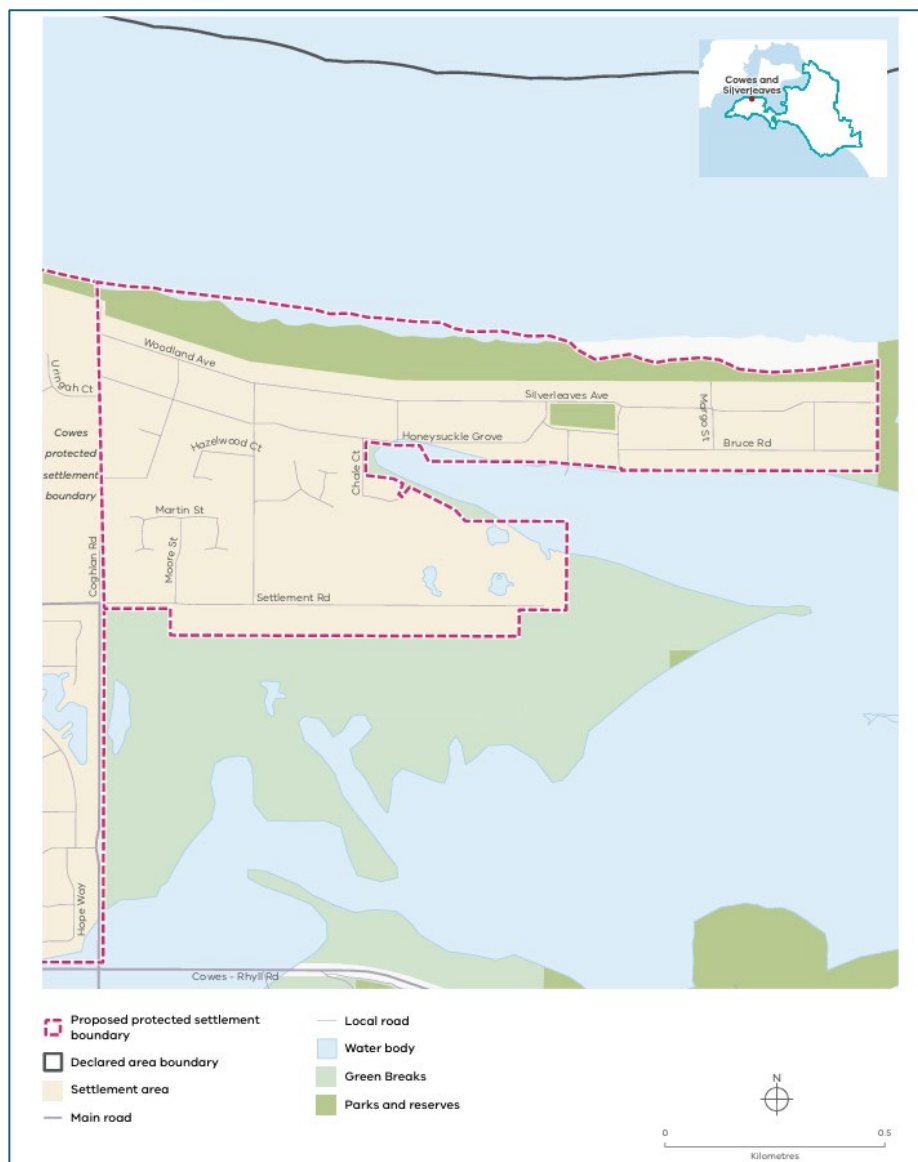 Cowes and
Silverleaves
Woodland Ave
Uringah Ct
Silverleaves Ave
Margo St
Cowes
protected
settlement
boundary
Hazelwood Ct
Honeysuckle Grove
Bruce Rd
Chale Ct
Martin St
Moore St
Coghlan Rd
Settlement Rd
Hope Way
Cowes - Rhyll Rd
Proposed protected settlement
boundary
Declared area boundary
Settlement area
Main road
Local road
Water body
Green Breaks
Parks and reserves
N
0
0.5
Kilometres